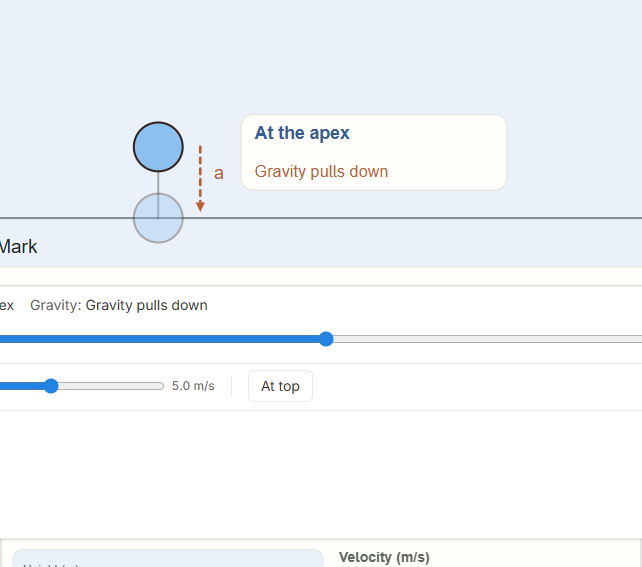 At the apex
Gravity pulls down
a
Mark
ex Gravity: Gravity pulls down
5.0 m/s At top
Velocity (m/s)